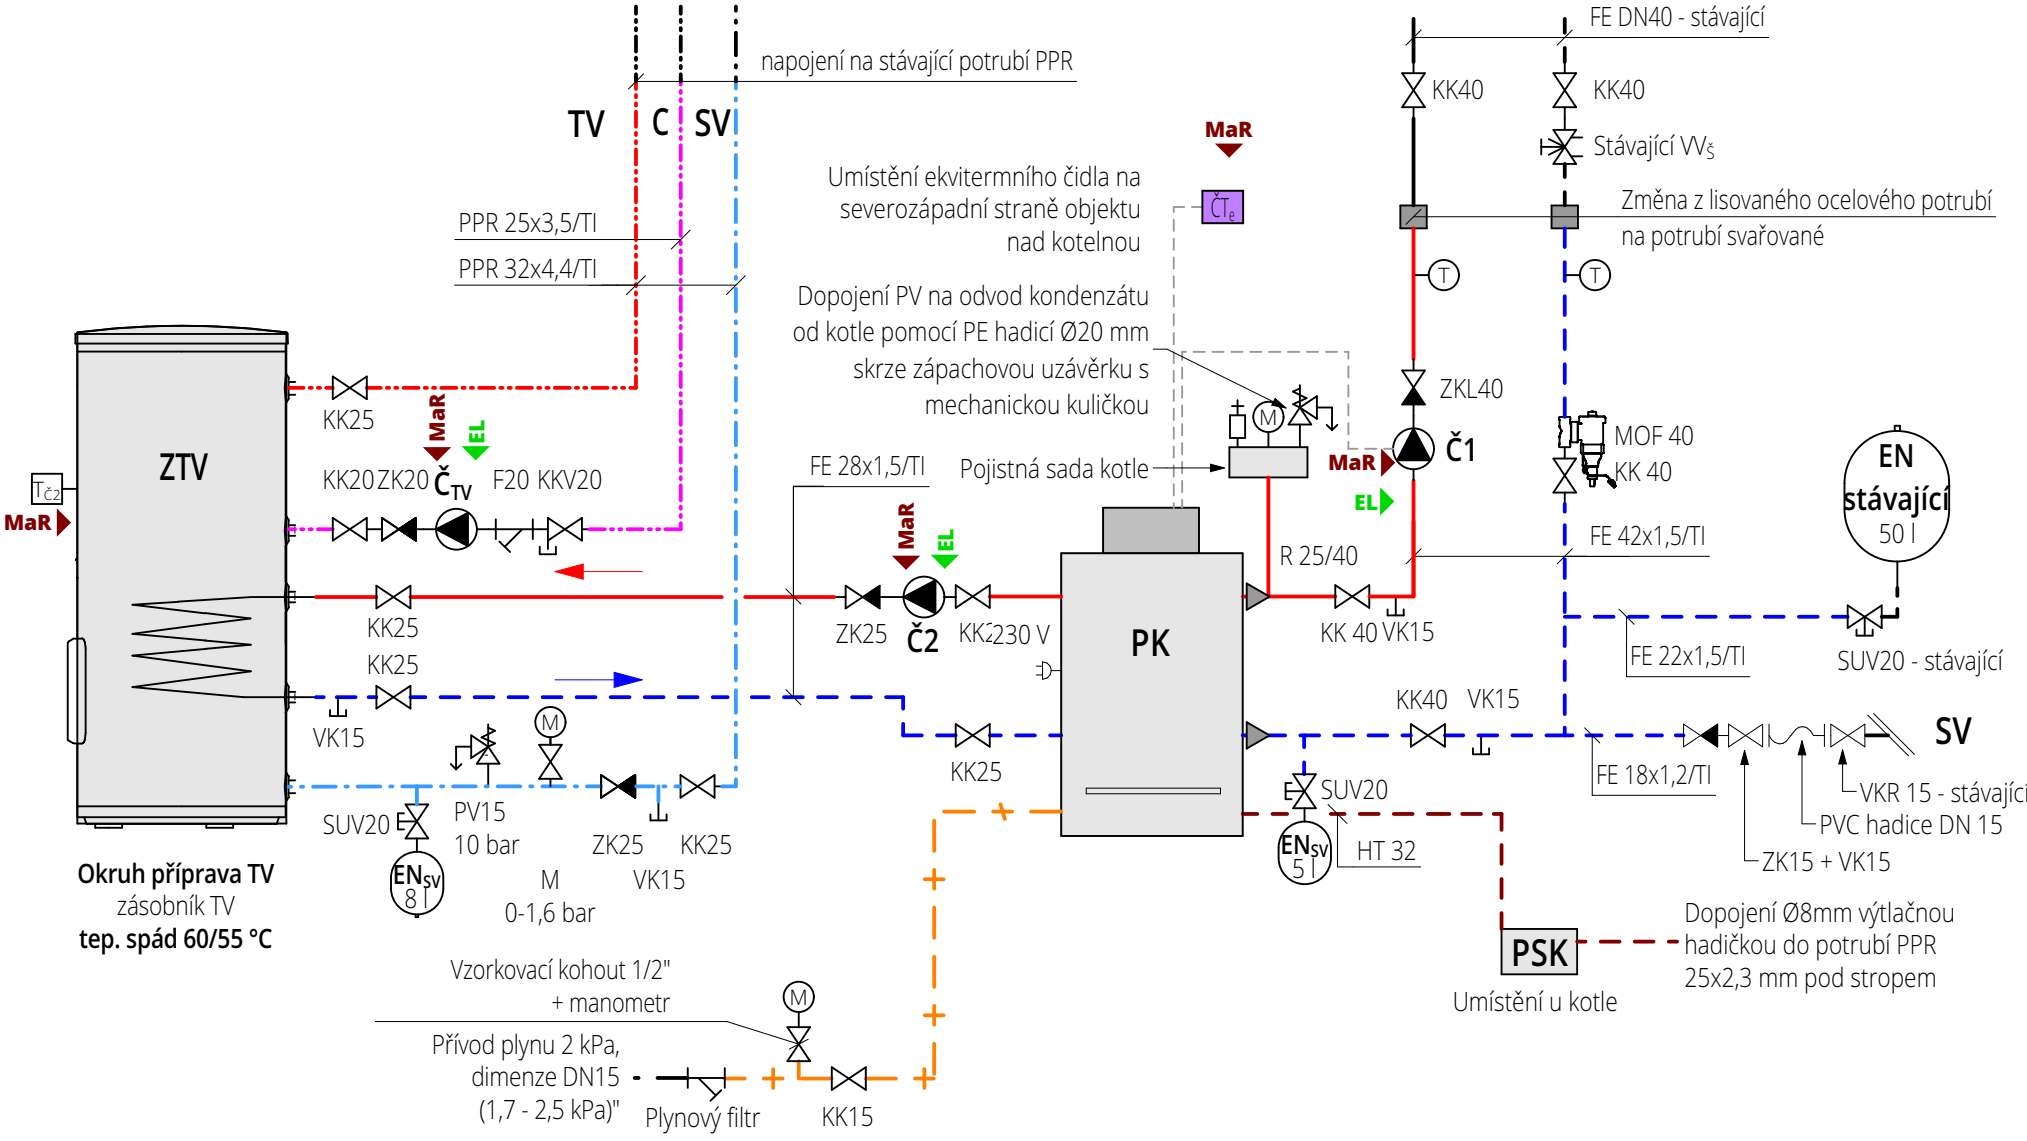 FE DN40 - stávající
napojení na stávající potrubí PPR
KK40
KK40
TV
C
SV
MaR
Stávající VVš
Umístění ekvitermního čidla na
severozápadní straně objektu
nad kotelnou
ČTe
Změna z lisovaného ocelového potrubí
na potrubí svařované
PPR 25x3,5/TI
PPR 32x4,4/TI
T
T
Dopojení PV na odvod kondenzátu
od kotle pomocí PE hadicí Ø20 mm
skrze zápachovou uzávěrku s
mechanickou kuličkou
ZKL40
KK25
MaR
EL
M
Č1
MOF 40
KK 40
EN
stávající
50 l
ZTV
TČ2
MaR
KK20
ZK20
ČTV
F20
KKV20
FE 28x1,5/TI
Pojistná sada kotle
MaR
EL
MaR
EL
R 25/40
FE 42x1,5/TI
KK25
ZK25
Č2
KK2
230 V
PK
KK 40
VK15
FE 22x1,5/TI
SUV20 - stávající
KK25
VK15
M
KK25
KK40
VK15
SV
FE 18x1,2/TI
VKR 15 - stávající
PVC hadice DN 15
ZK15 + VK15
SUV20
PV15
10 bar
ENSV
8 l
M
0-1,6 bar
ZK25
VK15
KK25
SUV20
ENSV
5 l
HT 32
Okruh příprava TV
zásobník TV
tep. spád 60/55 °C
PSK
Umístění u kotle
Dopojení Ø8mm výtlačnou
hadičkou do potrubí PPR
25x2,3 mm pod stropem
Vzorkovací kohout 1/2"
+ manometr
M
Přívod plynu 2 kPa,
dimenze DN15
(1,7 - 2,5 kPa)"
Plynový filtr
KK15